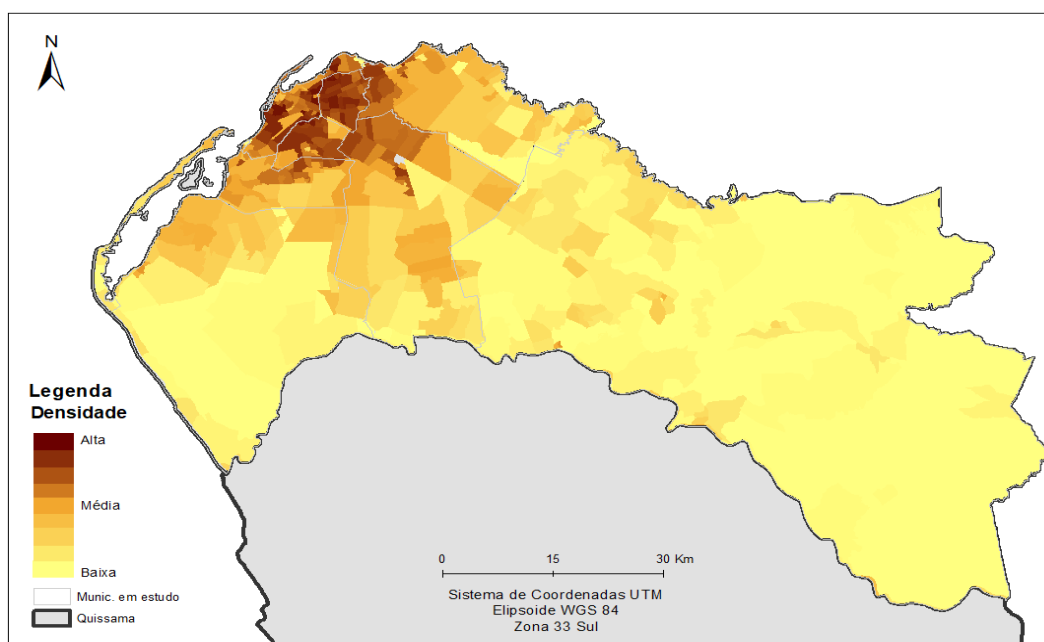 N
Legenda
Densidade
Alta
Média
Baixa
Munic. em estudo
Quissama
0 15 30 Km
Sistema de Coordenadas UTM
Elipsoide WGS 84
Zona 33 Sul